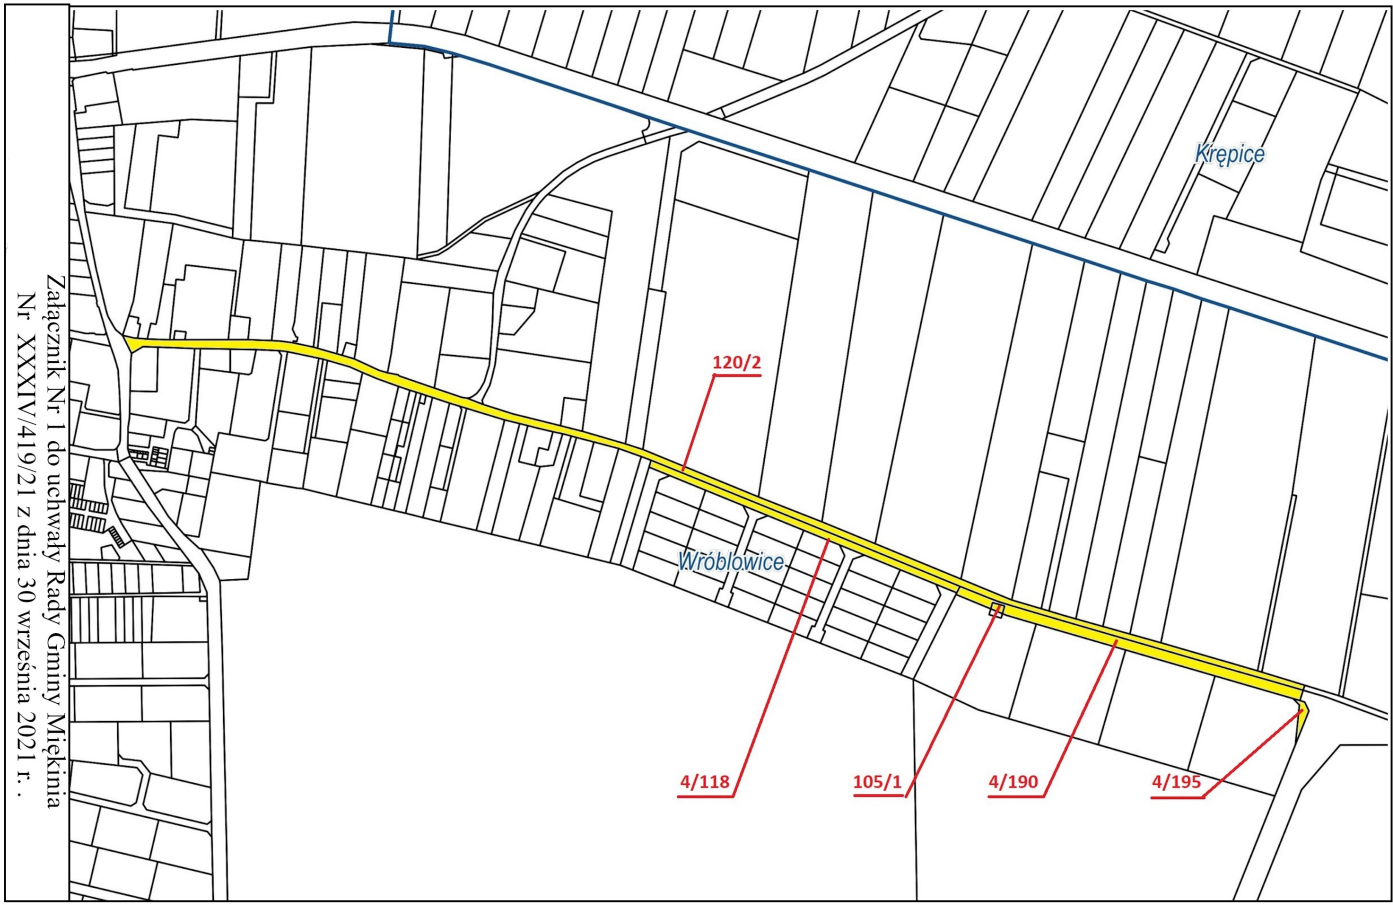 Załącznik Nr 1 do uchwały Rady Gminy Miękinia
Nr XXXIV/419/21 z dnia 30 września 2021 r. .
Krępice
120/2
Wróblowice
4/118
105/1
4/190
4/195